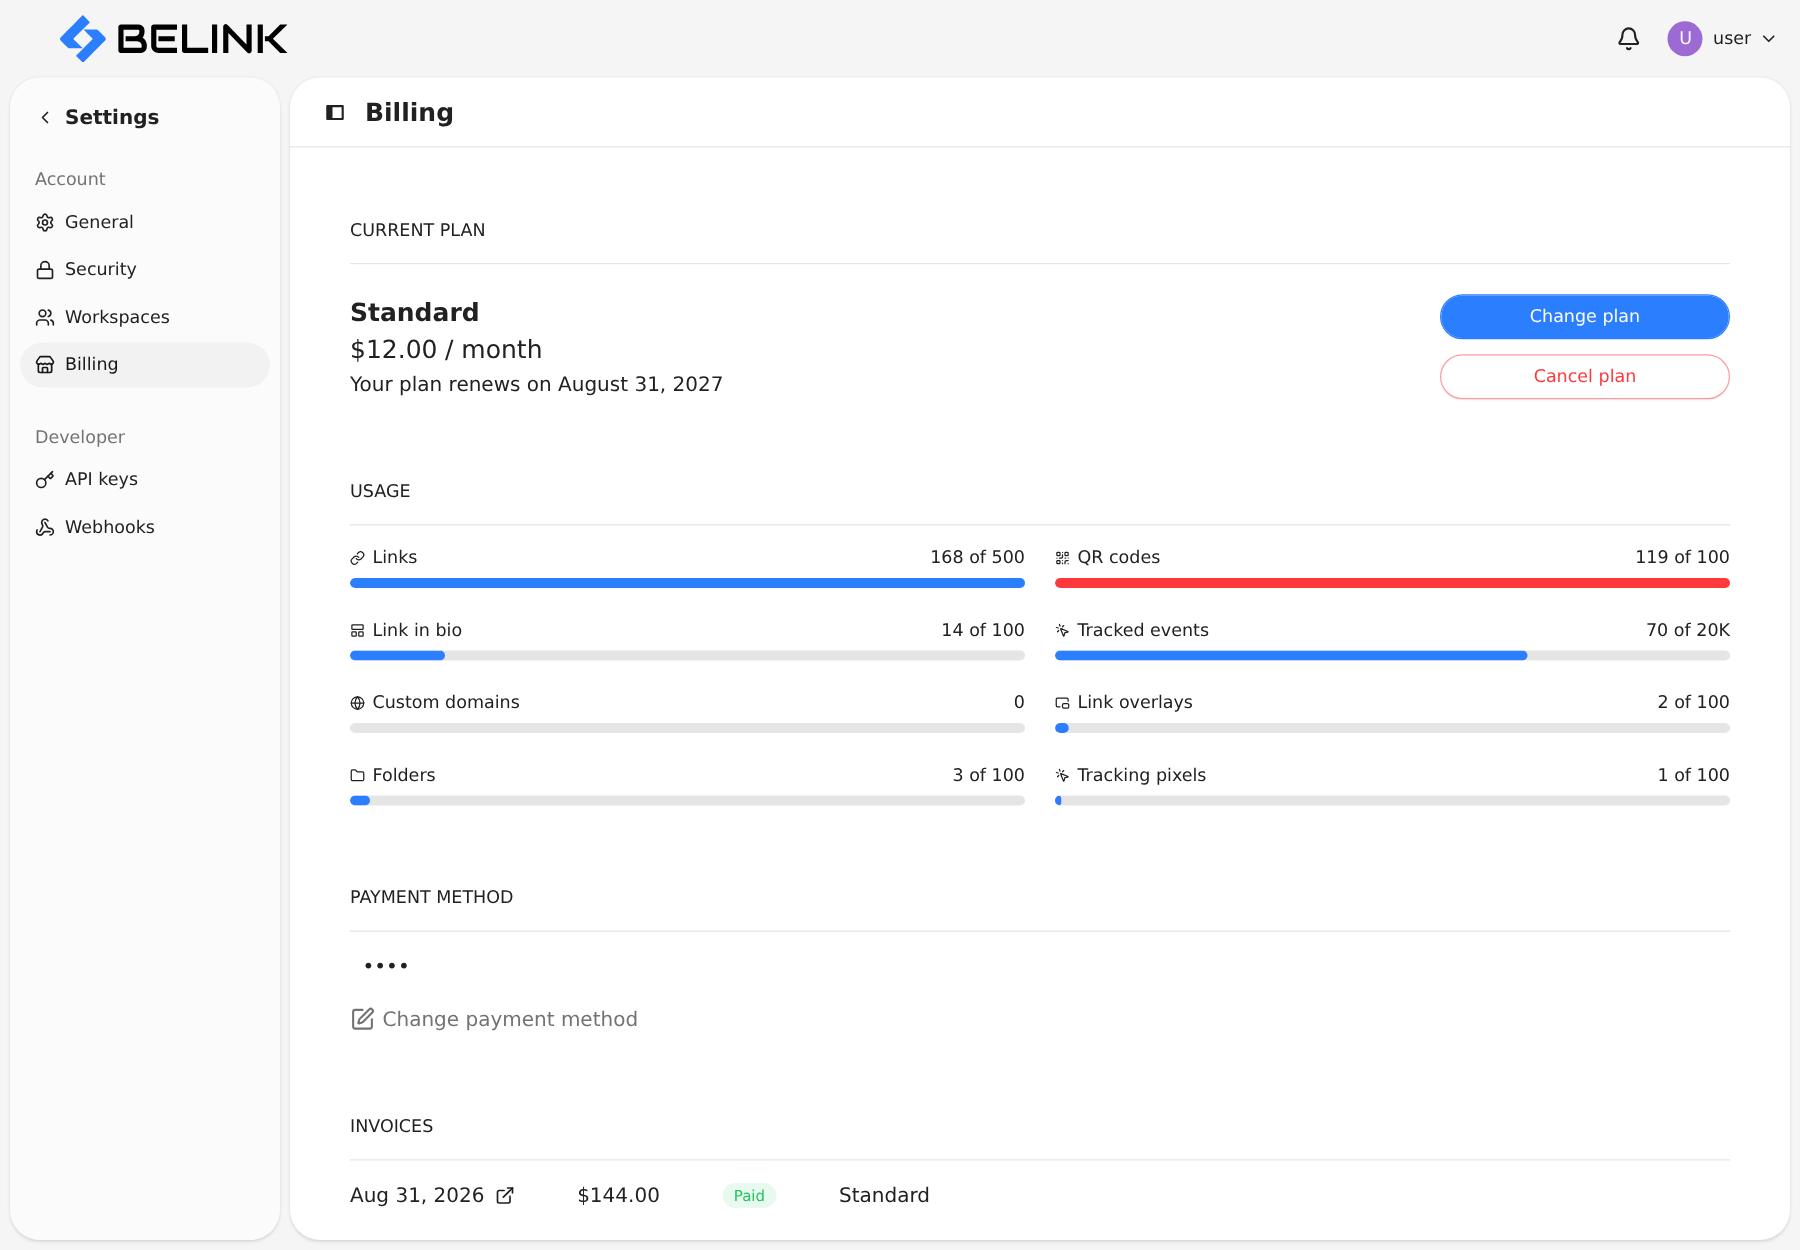 BELINK
U user
Settings
Billing
Account
General
Security
Workspaces
Billing
Developer
API keys
Webhooks
CURRENT PLAN
Standard
$12.00 / month
Your plan renews on August 31, 2027
Change plan
Cancel plan
USAGE
Links 168 of 500
QR codes 119 of 100
Link in bio 14 of 100
Tracked events 70 of 20K
Custom domains 0
Link overlays 2 of 100
Folders 3 of 100
Tracking pixels 1 of 100
PAYMENT METHOD
••••
Change payment method
INVOICES
Aug 31, 2026 $144.00 Paid Standard